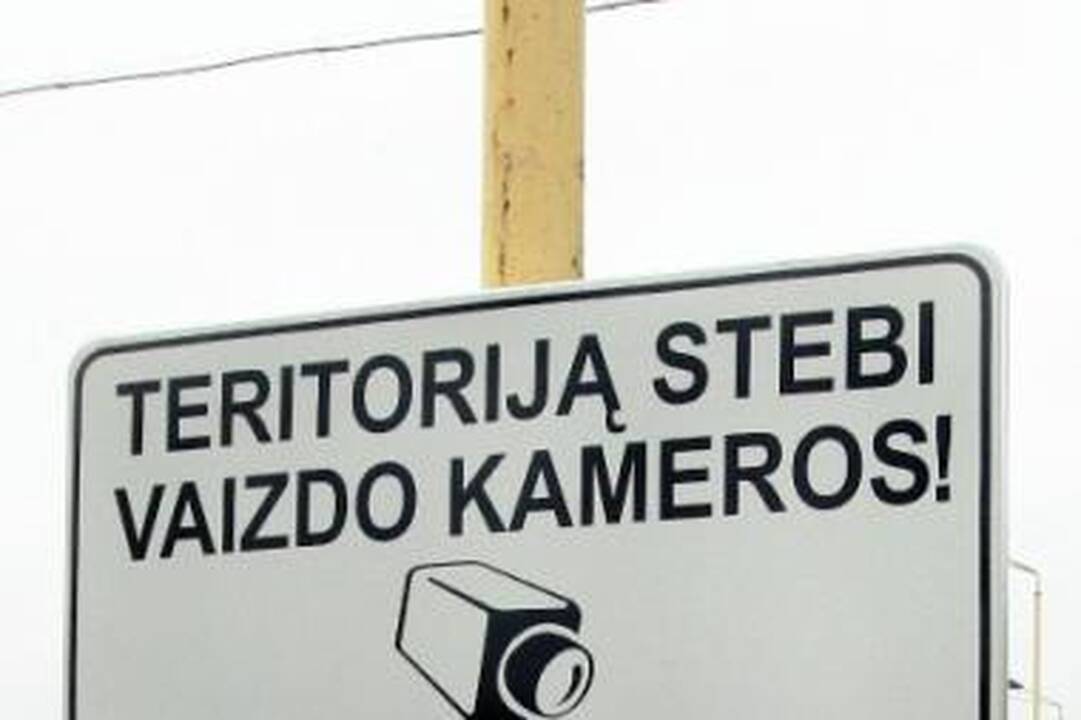 TERITORIJĄ STEBI
VAIZDO KAMEROS!